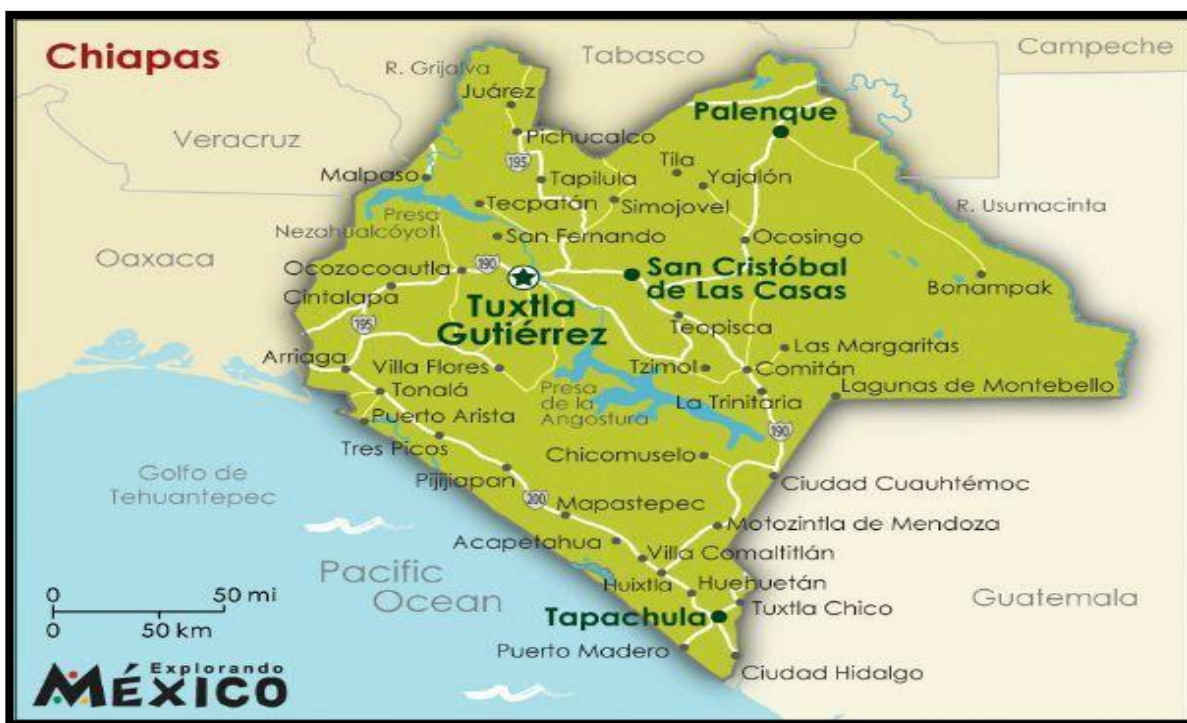 Chiapas
Tabasco
Campeche
R. Grijalva
Juárez
Veracruz
Pichucalco
Palenque
195
Malpaso
Tapilula
Tila
Yajalón
Tecpatán
Simojovel
R. Usumacinta
Presa
Nezahualcóyotl
San Fernando
Ocosingo
Oaxaca
Ocozocoautla
190
San Cristóbal
de Las Casas
Bonampak
Cintalapa
Tuxtla
Gutiérrez
195
Teopisca
Arriaga
Villa Flores
Tzimol
Las Margaritas
Comitán
Tonalá
Presa
de la
Angostura
La Trinitaria
Lagunas de Montebello
Puerto Arista
190
Tres Picos
Chicomuselo
Golfo de
Tehuantepec
Pijijiapan
Ciudad Cuauhtémoc
200
Mapastepec
Motozintla de Mendoza
Acapetahua
Villa Comaltitlán
Pacific
Ocean
Huixtla
Huehuetán
Guatemala
0 50 mi
0 50 km
Tapachula
Tuxtla Chico
Puerto Madero
Ciudad Hidalgo
Explorando
MÉXICO